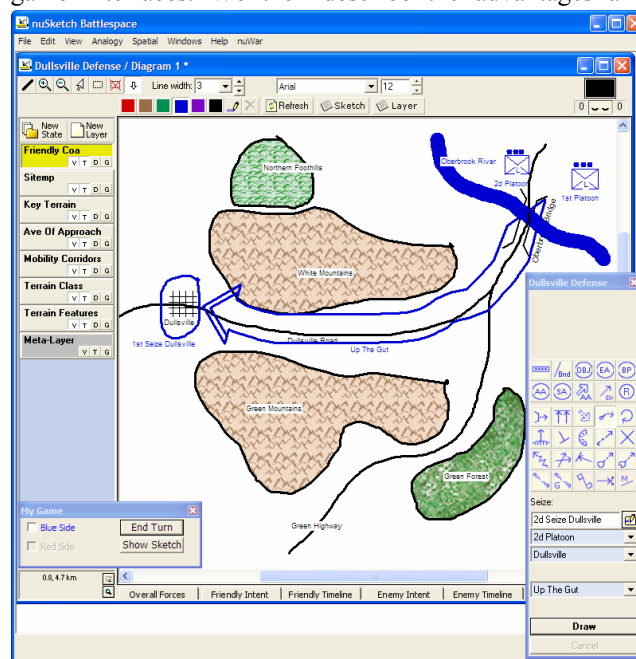 nuSketch Battlespace
File Edit View Analogy Spatial Windows Help nuWar
Dullsville Defense / Diagram 1 *
Line width: 3
Arial
12
Refresh
Sketch
Layer
0
0
New State
New Layer
Friendly Coa
V T D G
Sitemp
V T D G
Key Terrain
V T D G
Ave Of Approach
V T D G
Mobility Corridors
V T D G
Terrain Class
V T D G
Terrain Features
V T D G
Meta-Layer
V T G
Northern Foothills
Oberbrook River
L
2d Platoon
L
1st Platoon
White Mountains
Dullsville
1st Seize Dullsville
Dullsville Road
Up The Gut
Green Mountains
Green Forest
Green Highway
Dullsville Defense
/Bnd OBJ EA BP
AA SA AA Dir R
G M
Seize:
2d Seize Dullsville
2d Platoon
Dullsville
Up The Gut
Draw
Cancel
My Game
Blue Side
End Turn
Red Side
Show Sketch
0.8, 4.7 km
Overall Forces | Friendly Intent | Friendly Timeline | Enemy Intent | Enemy Timeline